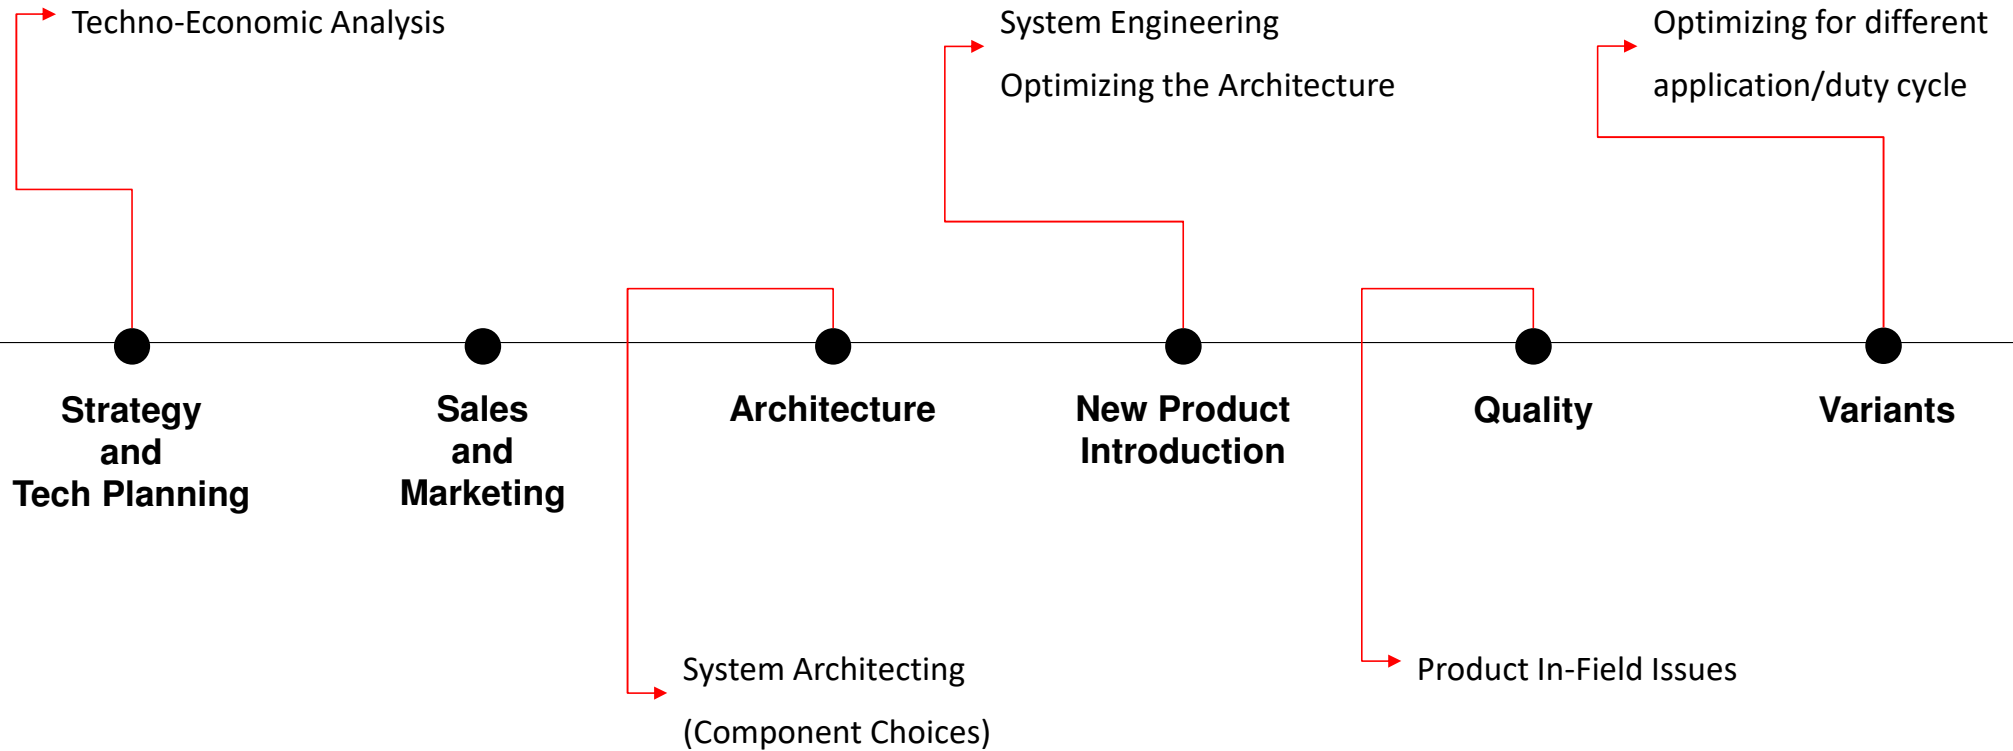 Techno-Economic Analysis
System Engineering
Optimizing the Architecture
Optimizing for different
application/duty cycle
Strategy
and
Tech Planning
Sales
and
Marketing
Architecture
New Product
Introduction
Quality
Variants
System Architecting
(Component Choices)
Product In-Field Issues